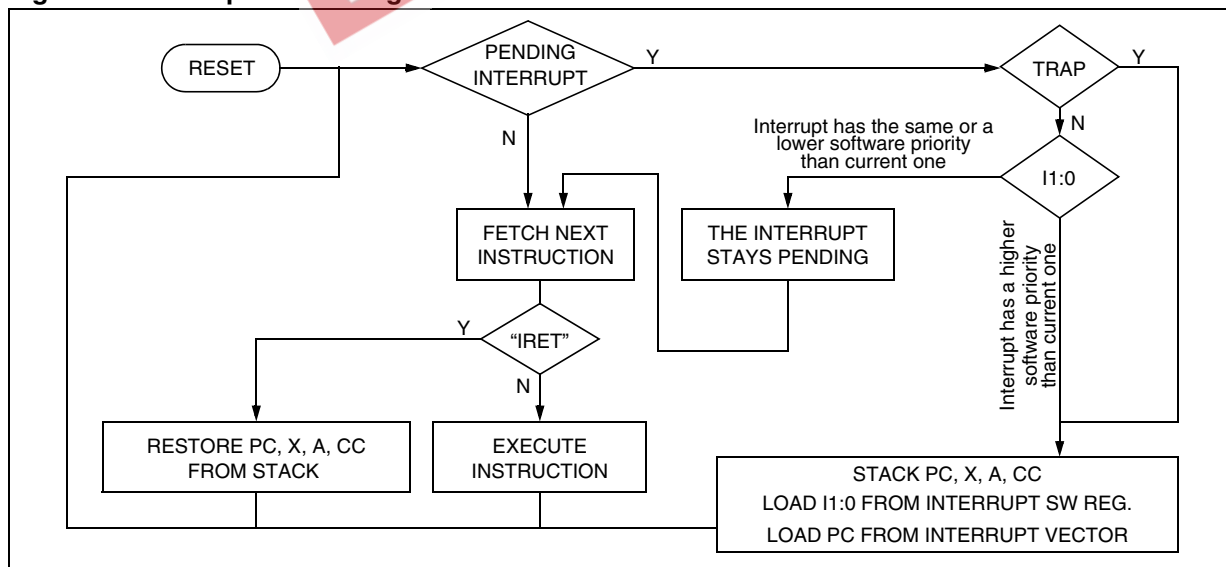 RESET
PENDING
INTERRUPT
Y
TRAP
Y
N
N
Interrupt has the same or a
lower software priority
than current one
I1:0
FETCH NEXT
INSTRUCTION
THE INTERRUPT
STAYS PENDING
Interrupt has a higher
software priority
than current one
Y
“IRET”
N
RESTORE PC, X, A, CC
FROM STACK
EXECUTE
INSTRUCTION
STACK PC, X, A, CC
LOAD I1:0 FROM INTERRUPT SW REG.
LOAD PC FROM INTERRUPT VECTOR